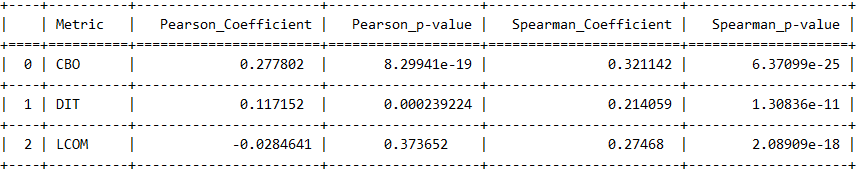 +----+----------+-----------------------+-------------------+------------------------+--------------------+
|    | Metric   |   Pearson_Coefficient |   Pearson_p-value |   Spearman_Coefficient |   Spearman_p-value |
+====+==========+=======================+===================+========================+====================+
|  0 | CBO      |             0.277802  |       8.29941e-19 |               0.321142 |        6.37099e-25 |
+----+----------+-----------------------+-------------------+------------------------+--------------------+
|  1 | DIT      |             0.117152  |       0.000239224 |               0.214059 |        1.30836e-11 |
+----+----------+-----------------------+-------------------+------------------------+--------------------+
|  2 | LCOM     |            -0.0284641 |       0.373652    |               0.27468  |        2.08909e-18 |
+----+----------+-----------------------+-------------------+------------------------+--------------------+